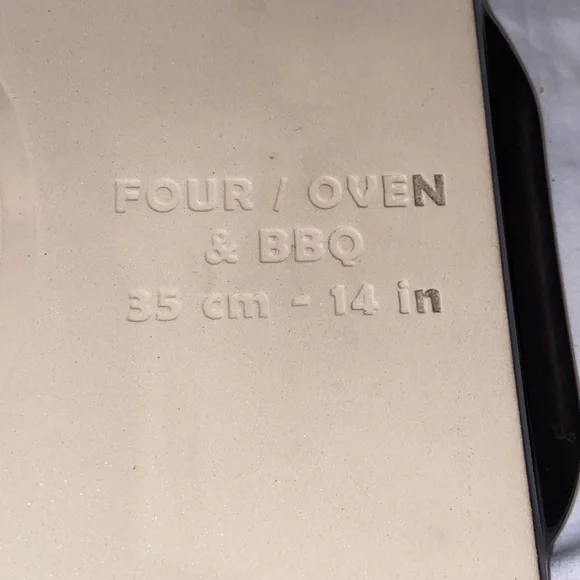 FOUR / OVEN
& BBQ
35 cm - 14 in